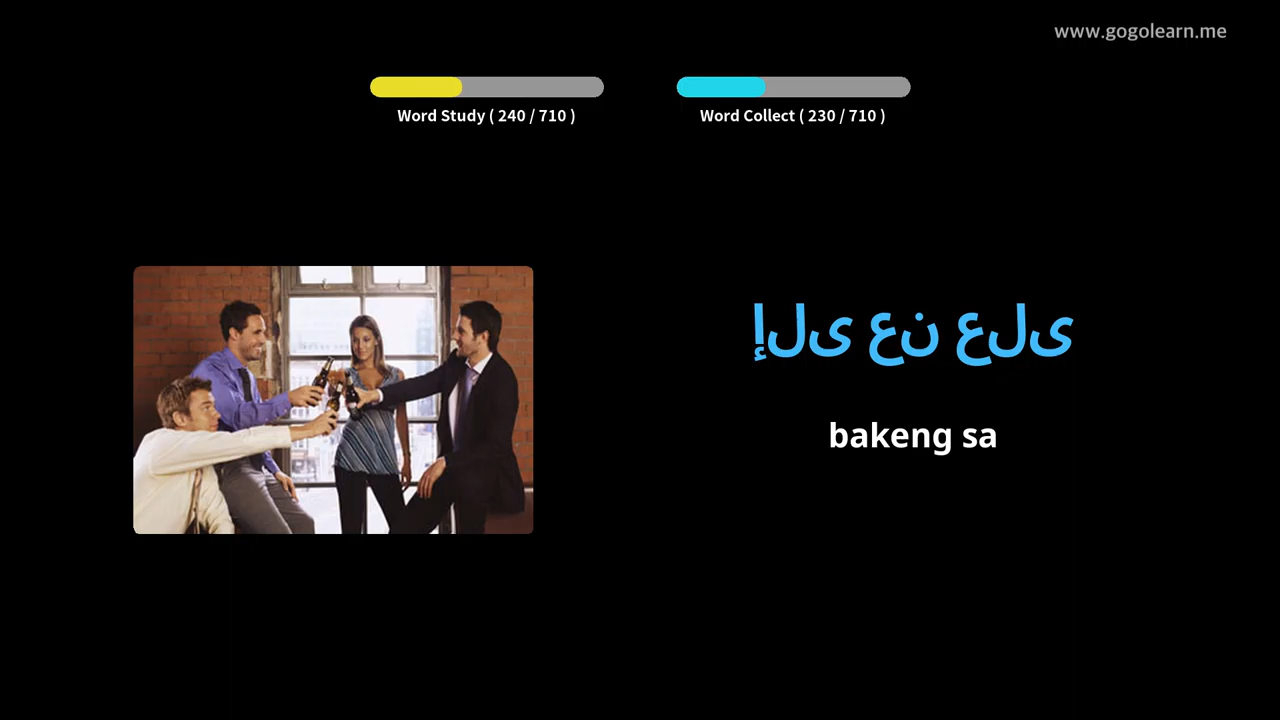 www.gogolearn.me
Word Study ( 240 / 710 )
Word Collect ( 230 / 710 )
إلى عن على
bakeng sa